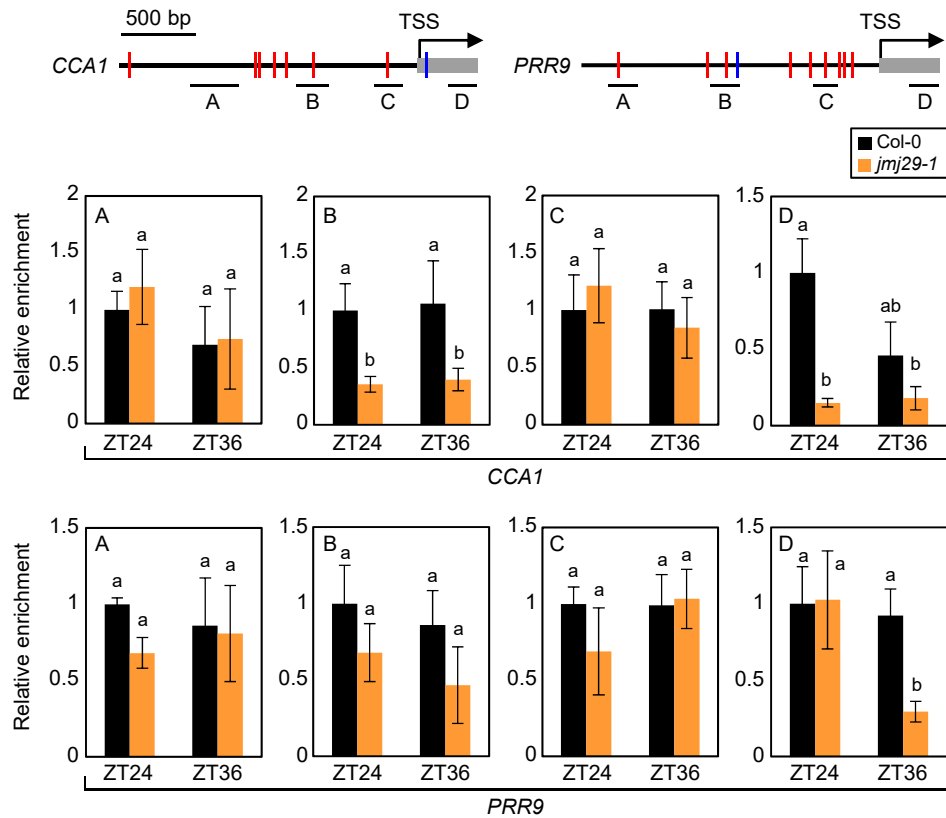 500 bp TSS TSS
CCA1 PRR9
A B C D A B C D
Col-0
jmj29-1
Relative enrichment
A
2
1.5
1
0.5
0
a a a a
ZT24 ZT36
B
2
1.5
1
0.5
0
a b a b
ZT24 ZT36
C
2
1.5
1
0.5
0
a a a a
ZT24 ZT36
D
1.5
1
0.5
0
a b ab b
ZT24 ZT36
CCA1
Relative enrichment
A
1.5
1
0.5
0
a a a a
ZT24 ZT36
B
1.5
1
0.5
0
a a a a
ZT24 ZT36
C
1.5
1
0.5
0
a a a a
ZT24 ZT36
D
1.5
1
0.5
0
a a a b
ZT24 ZT36
PRR9